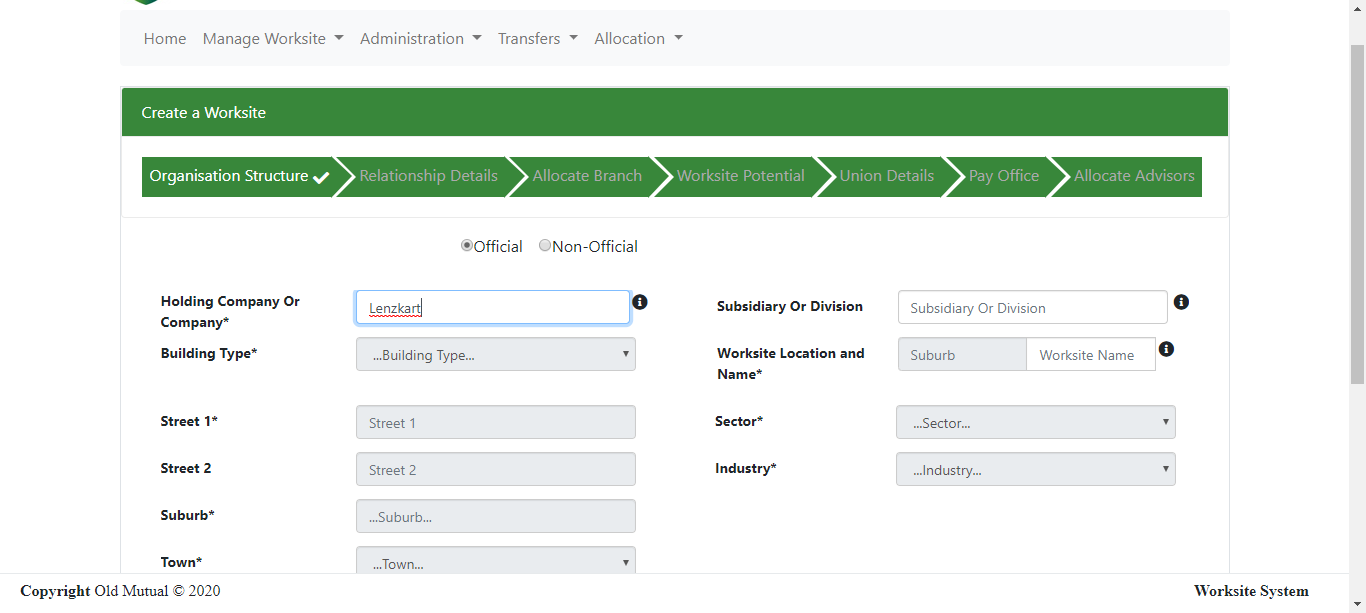 Home Manage Worksite Administration Transfers Allocation
Create a Worksite
Organisation Structure Relationship Details Allocate Branch Worksite Potential Union Details Pay Office Allocate Advisors
Official Non-Official
Holding Company Or Company* Lenzkart Subsidiary Or Division Subsidiary Or Division
Building Type* ...Building Type... Worksite Location and Name* Suburb Worksite Name
Street 1* Street 1 Sector* ...Sector...
Street 2 Street 2 Industry* ...Industry...
Suburb* ...Suburb...
Town* ...Town...
Copyright Old Mutual © 2020 Worksite System